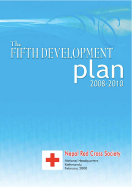 The
FIFTH DEVELOPMENT
plan
2008-2010
Nepal Red Cross Society
National Headquarters
Kathmandu
February, 2008